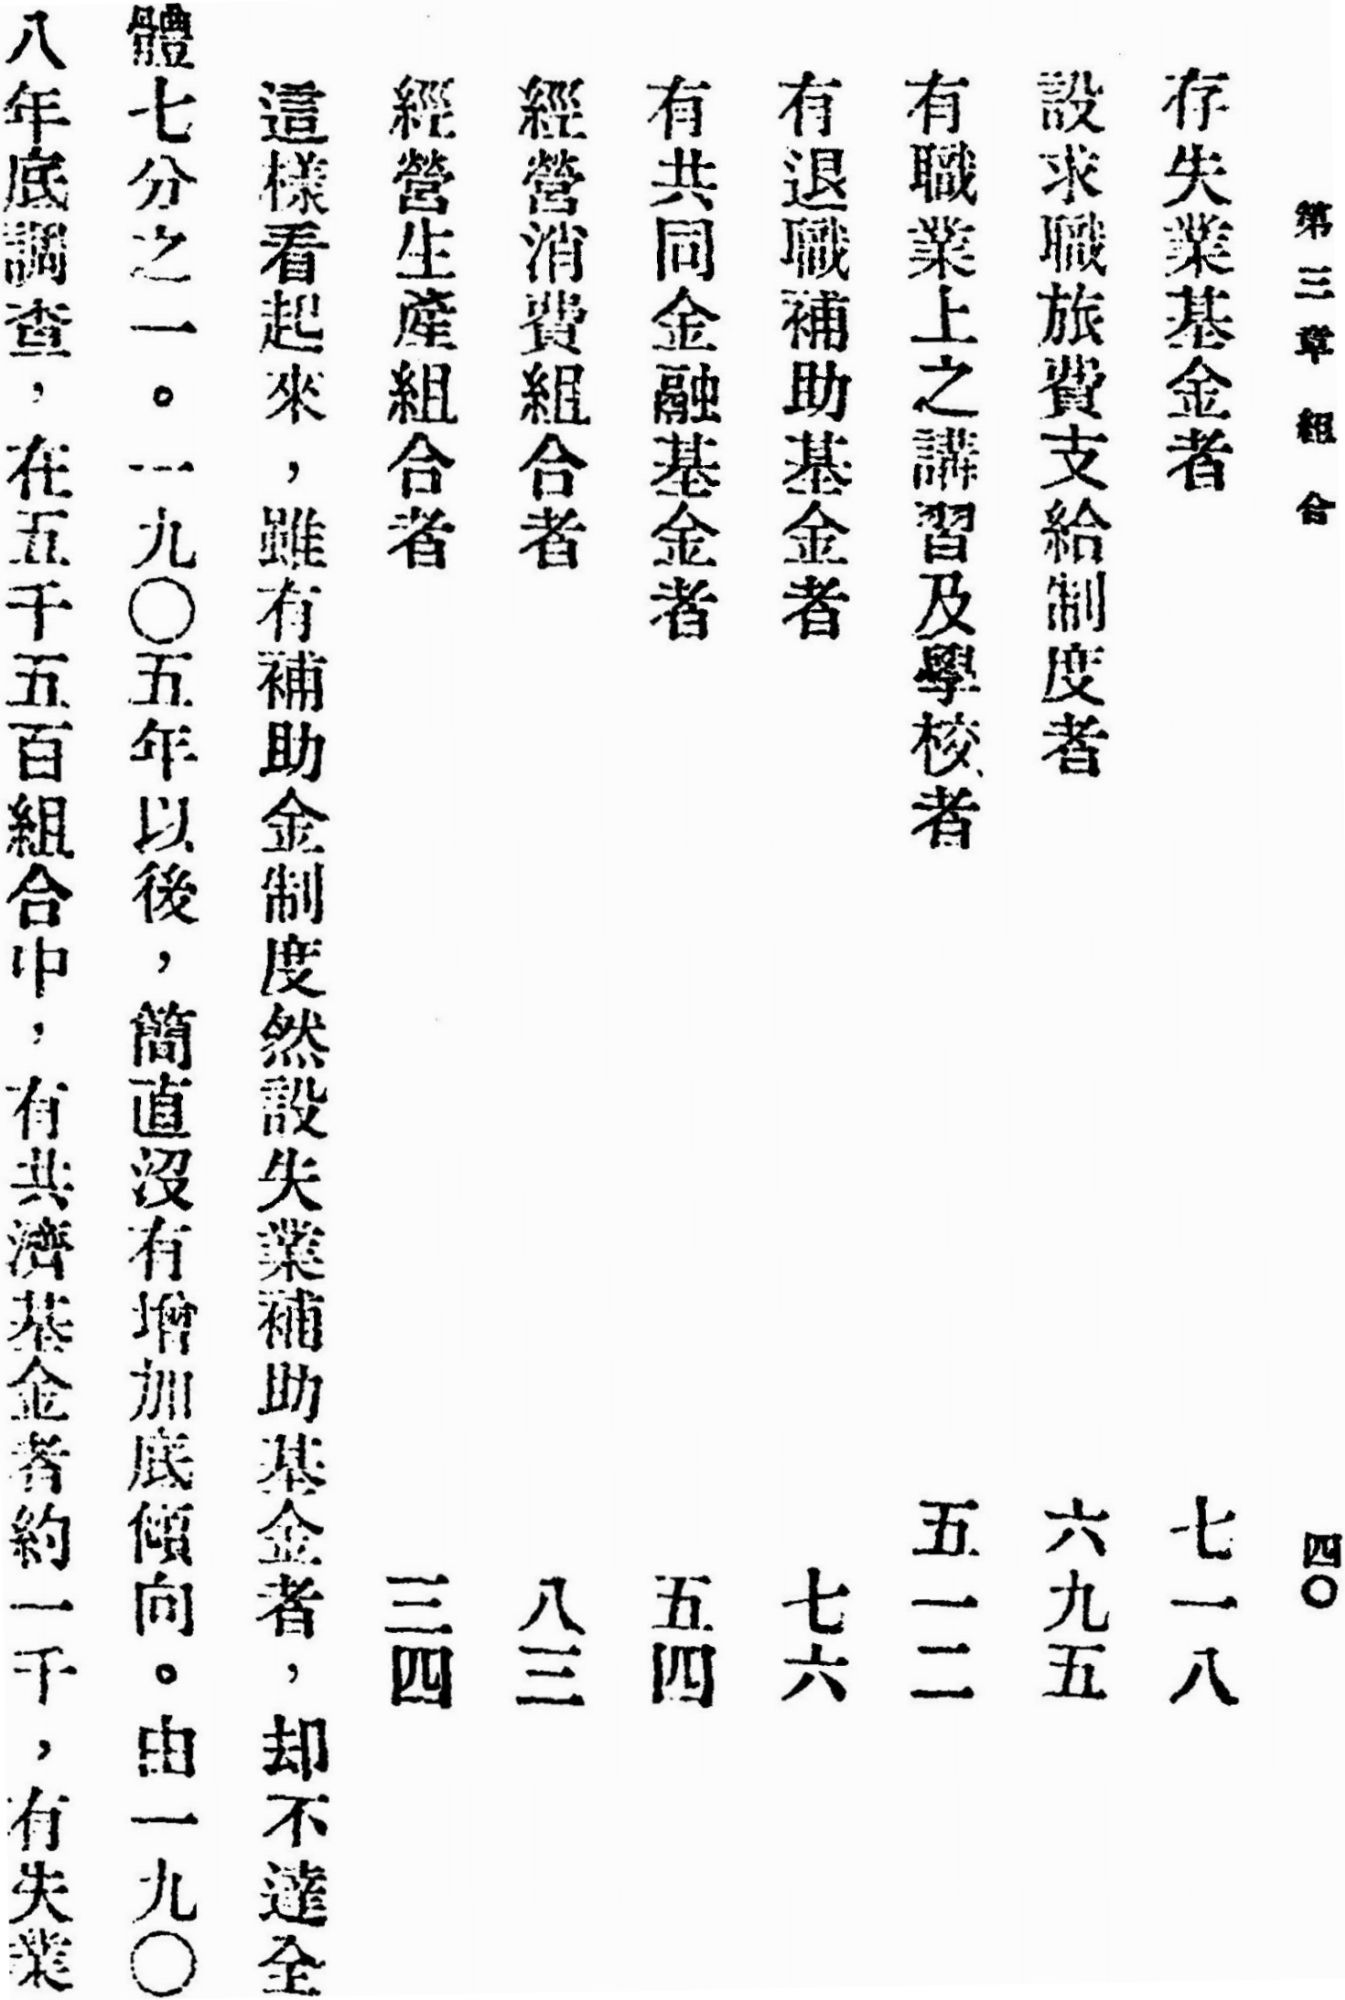 第三章 組合 四〇
存失業基金者 七一八
設求職旅費支給制度者 六九五
有職業上之講習及學校者 五一二
有退職補助基金者 七六
有共同金融基金者 五四
經營消費組合者 八三
經營生產組合者 三四
這樣看起來，雖有補助金制度然設失業補助基金者，却不達全
體七分之一。一九〇五年以後，簡直沒有增加底傾向。由一九〇
八年底調查，在五千五百組合中，有共濟基金者約一千，有失業